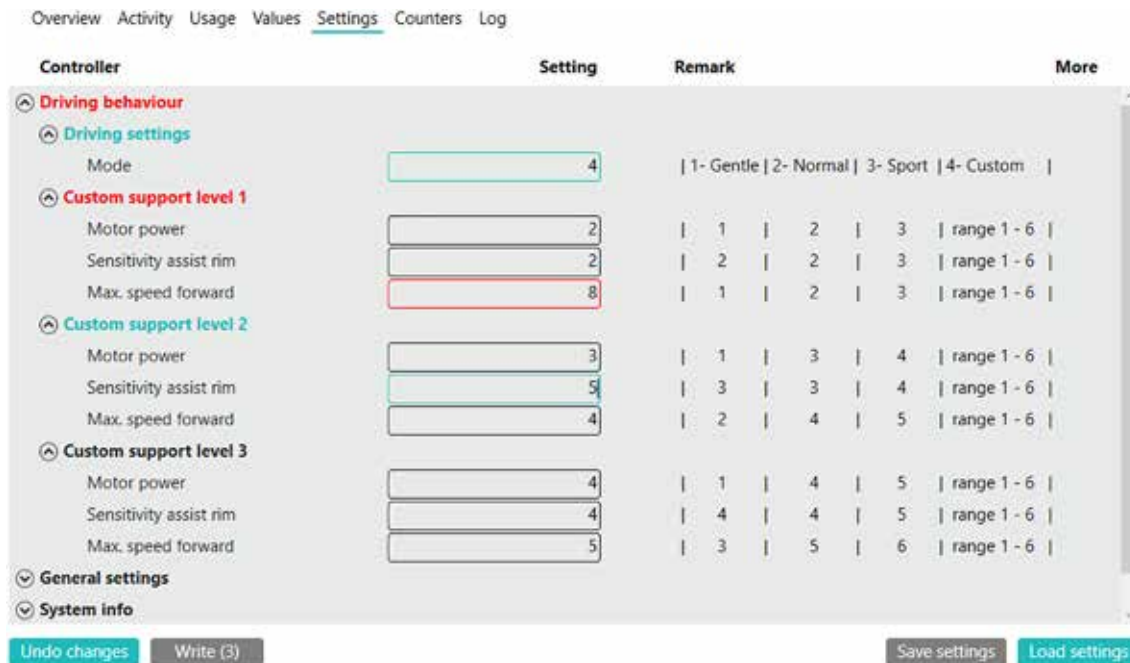 Overview Activity Usage Values Settings Counters Log
Controller Setting Remark More
Driving behaviour
Driving settings
Mode 4 | 1- Gentle | 2- Normal | 3- Sport | 4- Custom |
Custom support level 1
Motor power 2 | 1 | 2 | 3 | range 1 - 6 |
Sensitivity assist rim 2 | 2 | 2 | 3 | range 1 - 6 |
Max. speed forward 8 | 1 | 2 | 3 | range 1 - 6 |
Custom support level 2
Motor power 3 | 1 | 3 | 4 | range 1 - 6 |
Sensitivity assist rim 5 | 3 | 3 | 4 | range 1 - 6 |
Max. speed forward 4 | 2 | 4 | 5 | range 1 - 6 |
Custom support level 3
Motor power 4 | 1 | 4 | 5 | range 1 - 6 |
Sensitivity assist rim 4 | 4 | 4 | 5 | range 1 - 6 |
Max. speed forward 5 | 3 | 5 | 6 | range 1 - 6 |
General settings
System info
Undo changes Write (3) Save settings Load settings